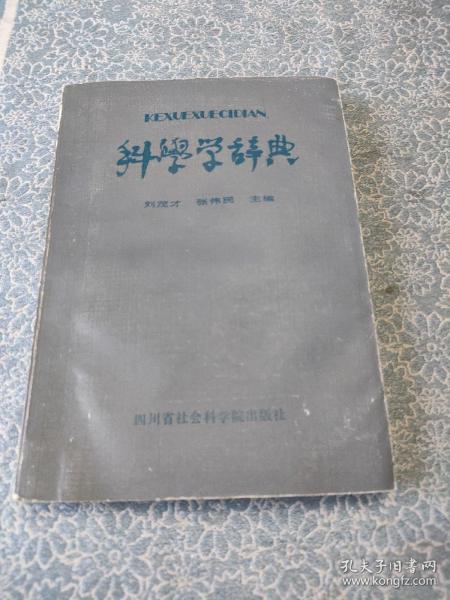 KEXUEXUECIDIAN
科學学辞典
刘茂才 张伟民 主编
四川省社会科学院出版社
孔夫子旧书网
www.kongfz.com